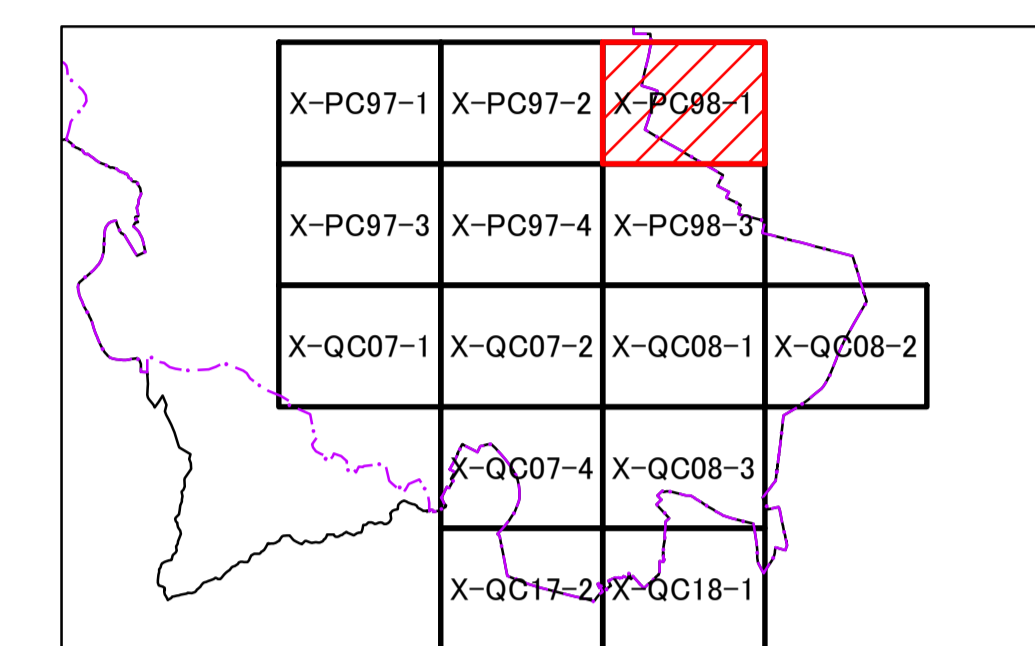 X-PC97-1 X-PC97-2 X-PC98-1
X-PC97-3 X-PC97-4 X-PC98-3
X-QC07-1 X-QC07-2 X-QC08-1 X-QC08-2
X-QC07-4 X-QC08-3
X-QC17-2 X-QC18-1